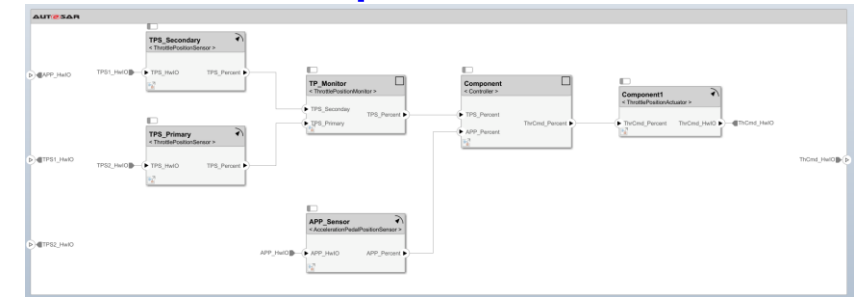 AUTOSAR
TPS_Secondary
< ThrottlePositionSensor >
APP_HwIO
TPS1_HwIO
TPS_HwIO
TPS_Percent
TP_Monitor
< ThrottlePositionMonitor >
TPS_Seconday
TPS_Primary
TPS_Percent
Component
< Controller >
TPS_Percent
APP_Percent
ThrCmd_Percent
Component1
< ThrottlePositionActuator >
ThrCmd_Percent
ThrCmd_HwIO
ThrCmd_HwIO
TPS_Primary
< ThrottlePositionSensor >
TPS1_HwIO
TPS2_HwIO
TPS_HwIO
TPS_Percent
ThrCmd_HwIO
APP_Sensor
< AccelerationPedalPositionSensor >
TPS2_HwIO
APP_HwIO
APP_HwIO
APP_Percent